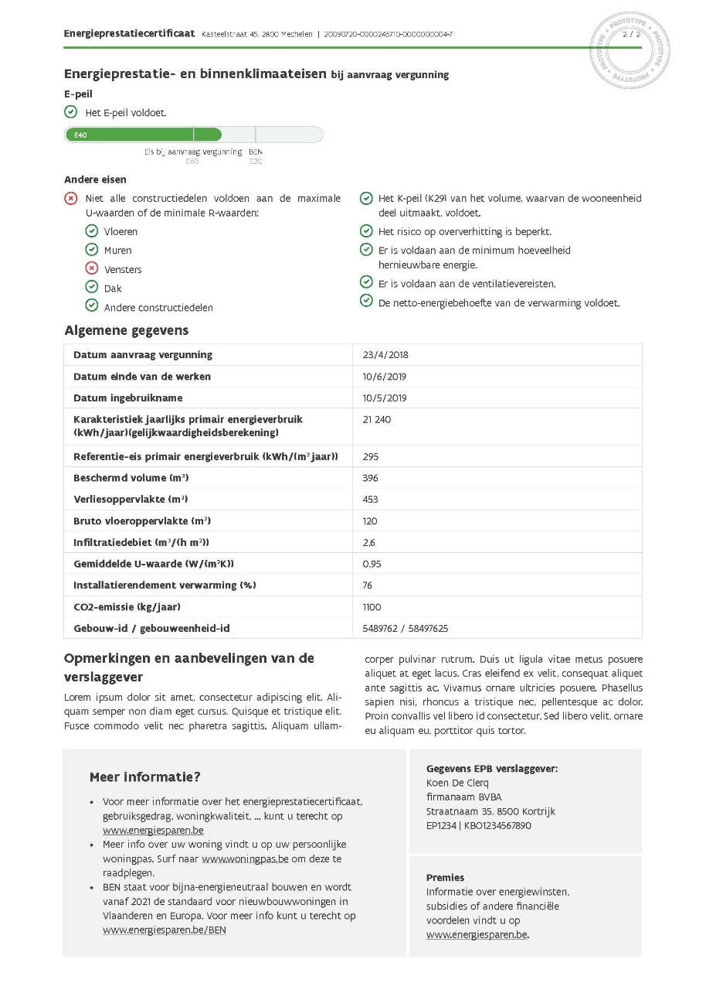 Energieprestatiecertificaat Kasteelstraat 45, 2800 Mechelen | 20090720-0000245710-0000000004-7
2 / 2
PROTOTYPE • PROTOTYPE • PROTOTYPE • PROTOTYPE •
Energieprestatie- en binnenklimaateisen bij aanvraag vergunning
E-peil
Het E-peil voldoet.
E40
Eis bij aanvraag vergunning BEN
E60 E30
Andere eisen
Niet alle constructiedelen voldoen aan de maximale
U-waarden of de minimale R-waarden:
Vloeren
Muren
Vensters
Dak
Andere constructiedelen
Het K-peil (K29) van het volume, waarvan de wooneenheid
deel uitmaakt, voldoet.
Het risico op oververhitting is beperkt.
Er is voldaan aan de minimum hoeveelheid
hernieuwbare energie.
Er is voldaan aan de ventilatievereisten.
De netto-energiebehoefte van de verwarming voldoet.
Algemene gegevens
Datum aanvraag vergunning 23/4/2018
Datum einde van de werken 10/6/2019
Datum ingebruikname 10/5/2019
Karakteristiek jaarlijks primair energieverbruik 21 240
(kWh/jaar)(gelijkwaardigheidsberekening)
Referentie-eis primair energieverbruik (kWh/(m² jaar)) 295
Beschermd volume (m³) 396
Verliesoppervlakte (m²) 453
Bruto vloeroppervlakte (m²) 120
Infiltratiedebiet (m³/(h m²)) 2,6
Gemiddelde U-waarde (W/(m²K)) 0,95
Installatierendement verwarming (%) 76
CO2-emissie (kg/jaar) 1100
Gebouw-id / gebouweenheid-id 5489762 / 58497625
Opmerkingen en aanbevelingen van de
verslaggever
Lorem ipsum dolor sit amet, consectetur adipiscing elit. Ali-
quam semper non diam eget cursus. Quisque et tristique elit.
Fusce commodo velit nec pharetra sagittis. Aliquam ullam-
corper pulvinar rutrum. Duis ut ligula vitae metus posuere
aliquet at eget lacus. Cras eleifend ex velit, consequat aliquet
ante sagittis ac. Vivamus ornare ultricies posuere. Phasellus
sapien nisi, rhoncus a tristique nec, pellentesque ac dolor.
Proin convallis vel libero id consectetur. Sed libero velit, ornare
eu aliquam eu, porttitor quis tortor.
Meer informatie?
• Voor meer informatie over het energieprestatiecertificaat,
gebruiksgedrag, woningkwaliteit, ... kunt u terecht op
www.energiesparen.be
• Meer info over uw woning vindt u op uw persoonlijke
woningpas. Surf naar www.woningpas.be om deze te
raadplegen.
• BEN staat voor bijna-energieneutraal bouwen en wordt
vanaf 2021 de standaard voor nieuwbouwwoningen in
Vlaanderen en Europa. Voor meer info kunt u terecht op
www.energiesparen.be/BEN
Gegevens EPB verslaggever:
Koen De Clerq
firmanaam BVBA
Straatnaam 35, 8500 Kortrijk
EP1234 | KBO1234567890
Premies
Informatie over energiewinsten,
subsidies of andere financiële
voordelen vindt u op
www.energiesparen.be.